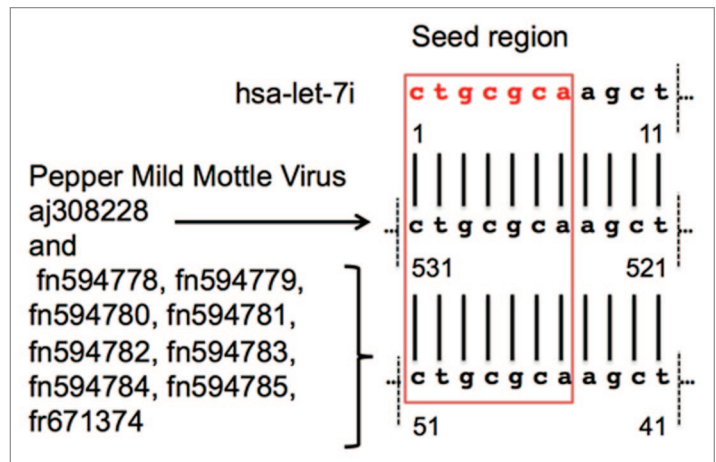 Seed region
hsa-let-7i c t g c g c a a g c t ...
1 11
Pepper Mild Mottle Virus
aj308228 ... c t g c g c a a g c t ...
and
531 521
fn594778, fn594779,
fn594780, fn594781,
fn594782, fn594783,
fn594784, fn594785, ... c t g c g c a a g c t ...
fr671374
51 41